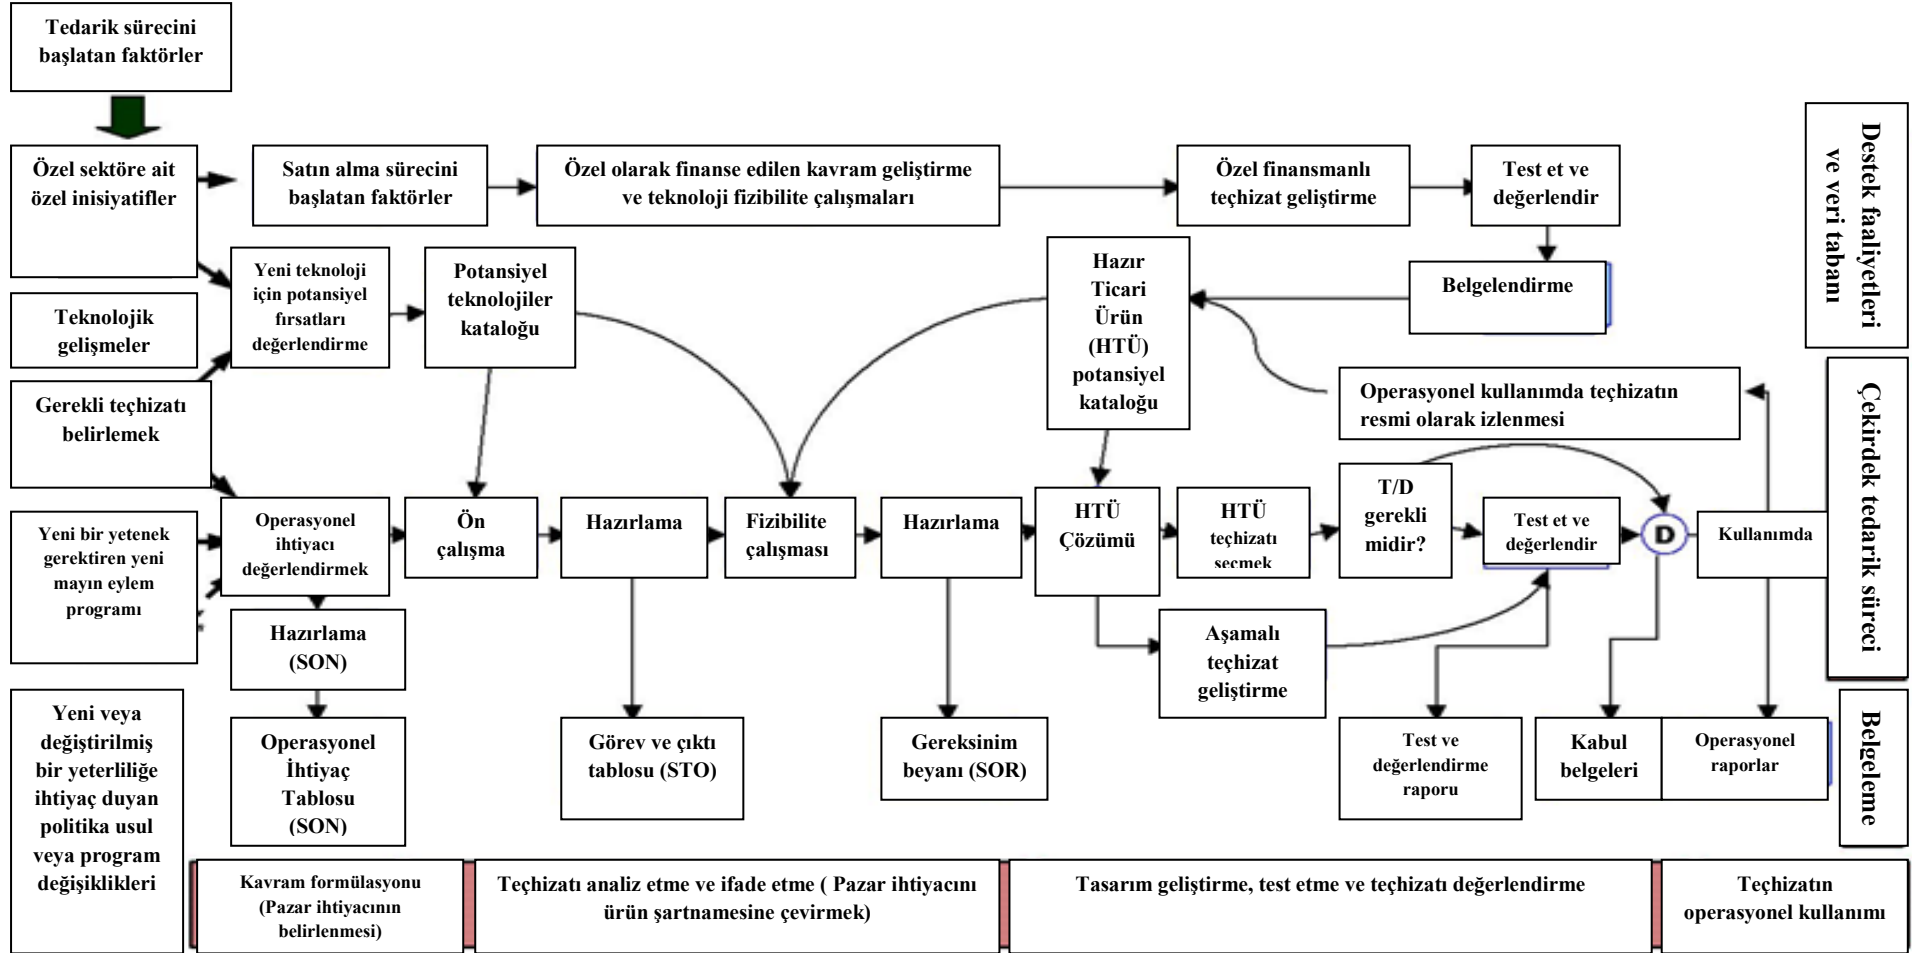 Tedarik sürecini
başlatan faktörler
Özel sektöre ait
özel inisiyatifler
Satın alma sürecini
başlatan faktörler
Özel olarak finanse edilen kavram geliştirme
ve teknoloji fizibilite çalışmaları
Özel finansmanlı
teçhizat geliştirme
Test et ve
değerlendir
Destek faaliyetleri
ve veri tabanı
Yeni teknoloji
için potansiyel
fırsatları
değerlendirme
Potansiyel
teknolojiler
kataloğu
Hazır
Ticari
Ürün
(HTÜ)
potansiyel
kataloğu
Belgelendirme
Teknolojik
gelişmeler
Gerekli teçhizatı
belirlemek
Operasyonel kullanımda teçhizatın
resmi olarak izlenmesi
Çekirdek tedarik süreci
Yeni bir yetenek
gerektiren yeni
mayın eylem
programı
Operasyonel
ihtiyacı
değerlendirmek
Ön
çalışma
Hazırlama
Fizibilite
çalışması
Hazırlama
HTÜ
Çözümü
HTÜ
teçhizatı
seçmek
T/D
gerekli
midir?
Test et ve
değerlendir
D
Kullanımda
Hazırlama
(SON)
Aşamalı
teçhizat
geliştirme
Yeni veya
değiştirilmiş
bir yeterliliğe
ihtiyaç duyan
politika usul
veya program
değişiklikleri
Operasyonel
İhtiyaç
Tablosu
(SON)
Görev ve çıktı
tablosu (STO)
Gereksinim
beyanı (SOR)
Test ve
değerlendirme
raporu
Kabul
belgeleri
Operasyonel
raporlar
Belgeleme
Kavram formülasyonu
(Pazar ihtiyacının
belirlenmesi)
Teçhizatı analiz etme ve ifade etme ( Pazar ihtiyacını
ürün şartnamesine çevirmek)
Tasarım geliştirme, test etme ve teçhizatı değerlendirme
Teçhizatın
operasyonel kullanımı